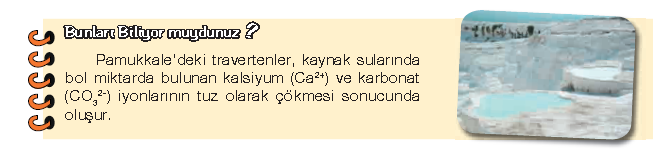 Bunları Biliyor muydunuz ?
Pamukkale'deki travertenler, kaynak sularında
bol miktarda bulunan kalsiyum (Ca²⁺) ve karbonat
(CO₃²⁻) iyonlarının tuz olarak çökmesi sonucunda
oluşur.